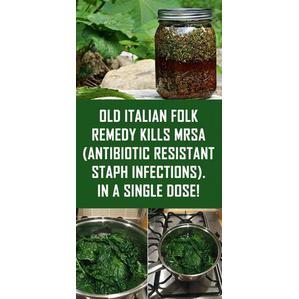 OLD ITALIAN FOLK
REMEDY KILLS MRSA
(ANTIBIOTIC RESISTANT
STAPH INFECTIONS).
IN A SINGLE DOSE!